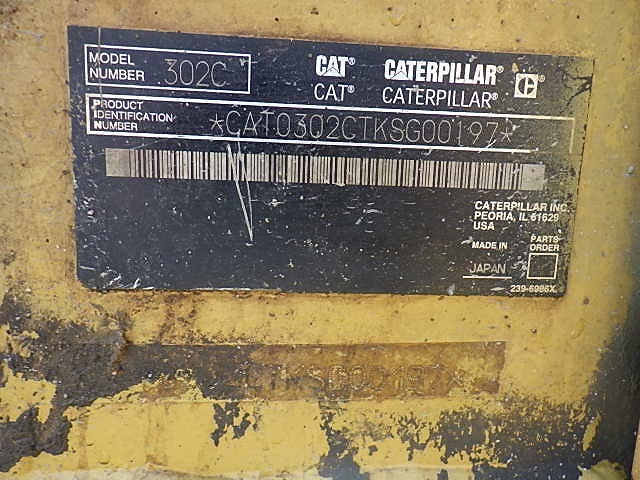 MODEL NUMBER 302C
CAT® CATERPILLAR®
CAT® CATERPILLAR®
PRODUCT IDENTIFICATION NUMBER *CAT0302CTKSG00197*
CATERPILLAR INC.
PEORIA, IL 61629
USA
MADE IN
JAPAN
PARTS ORDER
239-6986X
CTKSG00197*